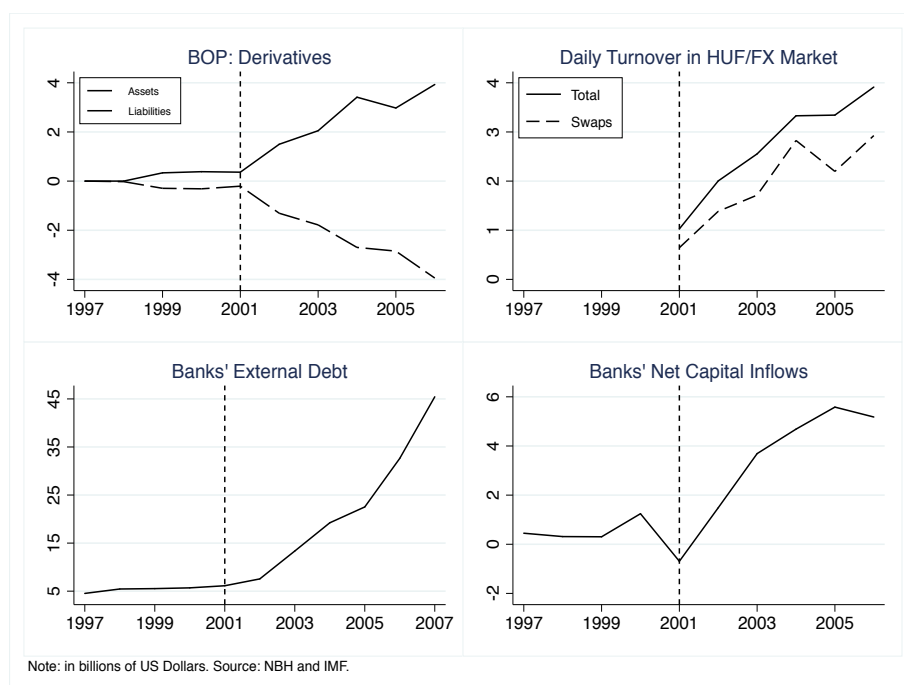 BOP: Derivatives
Assets
Liabilities
4
2
0
-2
-4
1997 1999 2001 2003 2005
Daily Turnover in HUF/FX Market
Total
Swaps
4
3
2
1
0
1997 1999 2001 2003 2005
Banks' External Debt
45
35
25
15
5
1997 1999 2001 2003 2005 2007
Banks' Net Capital Inflows
6
4
2
0
-2
1997 1999 2001 2003 2005
Note: in billions of US Dollars. Source: NBH and IMF.